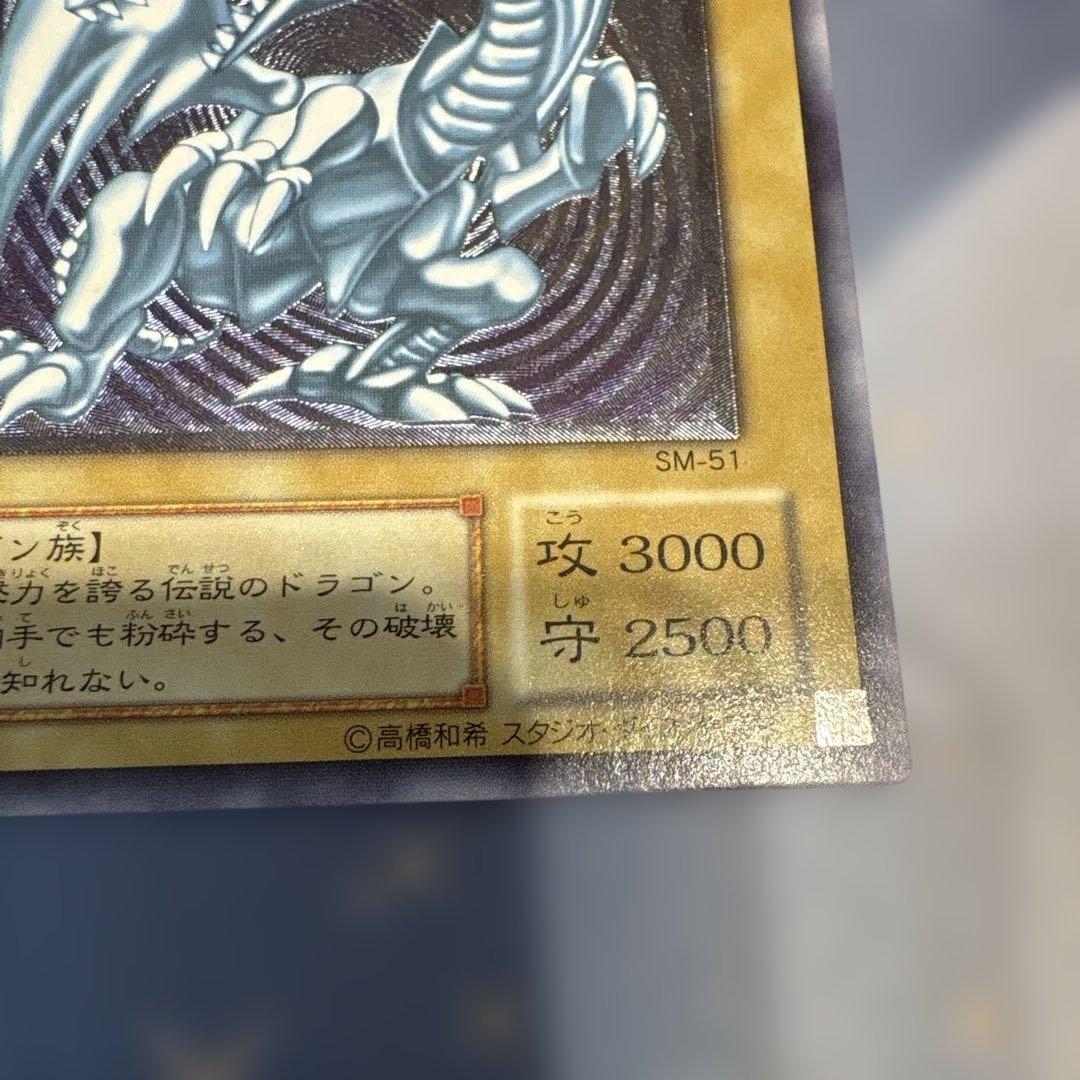 SM-51
ン族】
力を誇る伝説のドラゴン。
手でも粉砕する、その破壊
知れない。
攻 3000
守 2500
©高橋和希 スタジオ・